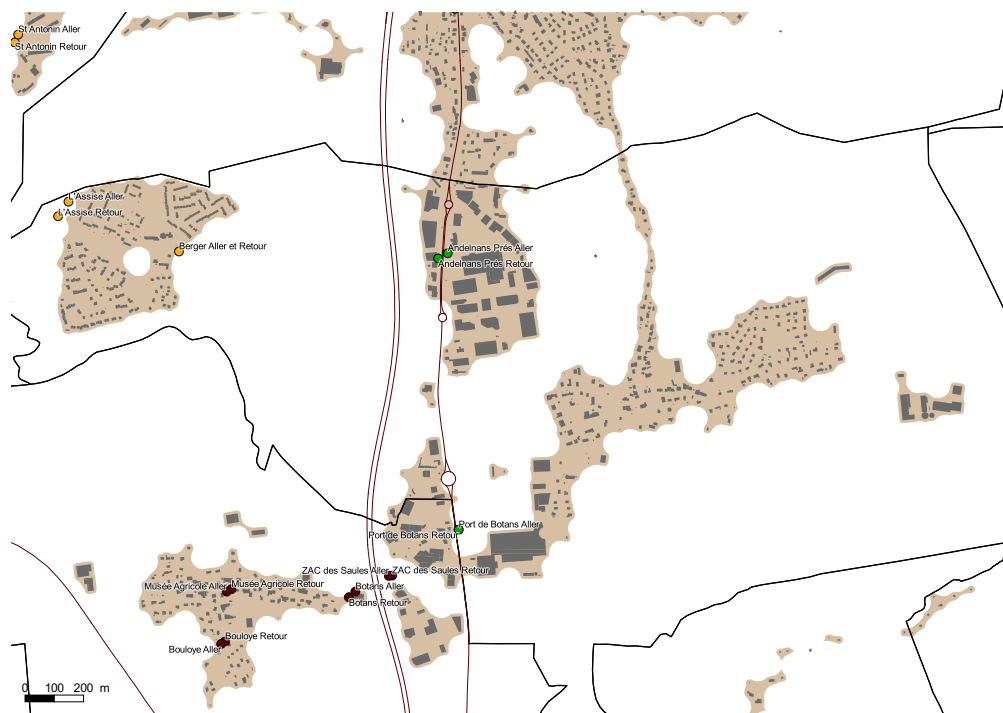 St Antonin Aller
St Antonin Retour
L'Assise Aller
L'Assise Retour
Berger Aller et Retour
Andelnans Prés Aller
Andelnans Prés Retour
Port de Botans Aller
Port de Botans Retour
ZAC des Saules Aller
ZAC des Saules Retour
Musée Agricole Aller
Musée Agricole Retour
Botans Aller
Botans Retour
Bouloye Retour
Bouloye Aller
0 100 200 m